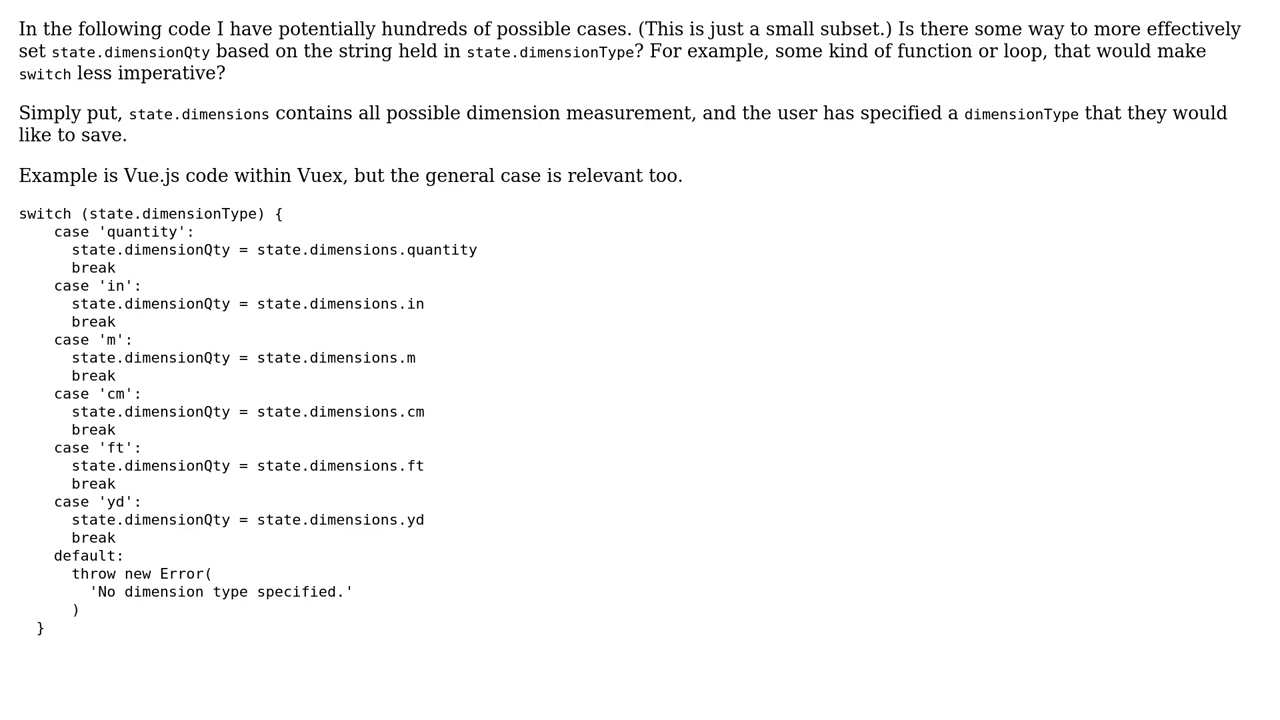 In the following code I have potentially hundreds of possible cases. (This is just a small subset.) Is there some way to more effectively
set state.dimensionQty based on the string held in state.dimensionType? For example, some kind of function or loop, that would make
switch less imperative?
Simply put, state.dimensions contains all possible dimension measurement, and the user has specified a dimensionType that they would
like to save.
Example is Vue.js code within Vuex, but the general case is relevant too.
switch (state.dimensionType) {
    case 'quantity':
      state.dimensionQty = state.dimensions.quantity
      break
    case 'in':
      state.dimensionQty = state.dimensions.in
      break
    case 'm':
      state.dimensionQty = state.dimensions.m
      break
    case 'cm':
      state.dimensionQty = state.dimensions.cm
      break
    case 'ft':
      state.dimensionQty = state.dimensions.ft
      break
    case 'yd':
      state.dimensionQty = state.dimensions.yd
      break
    default:
      throw new Error(
        'No dimension type specified.'
      )
  }